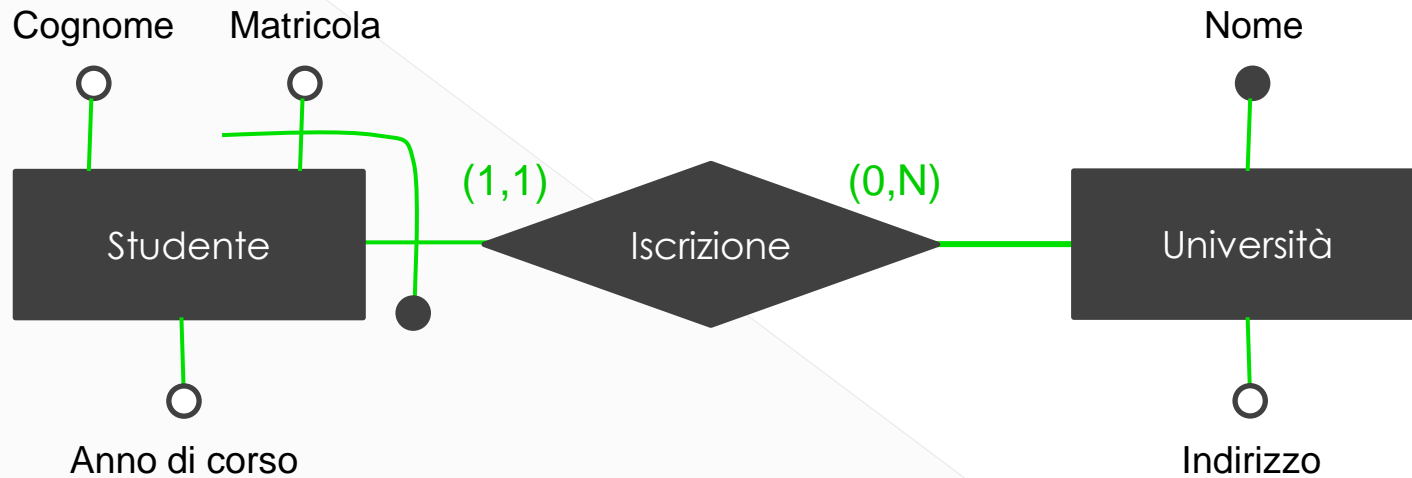 Cognome Matricola Nome
(1,1) (0,N)
Studente Iscrizione Università
Anno di corso Indirizzo